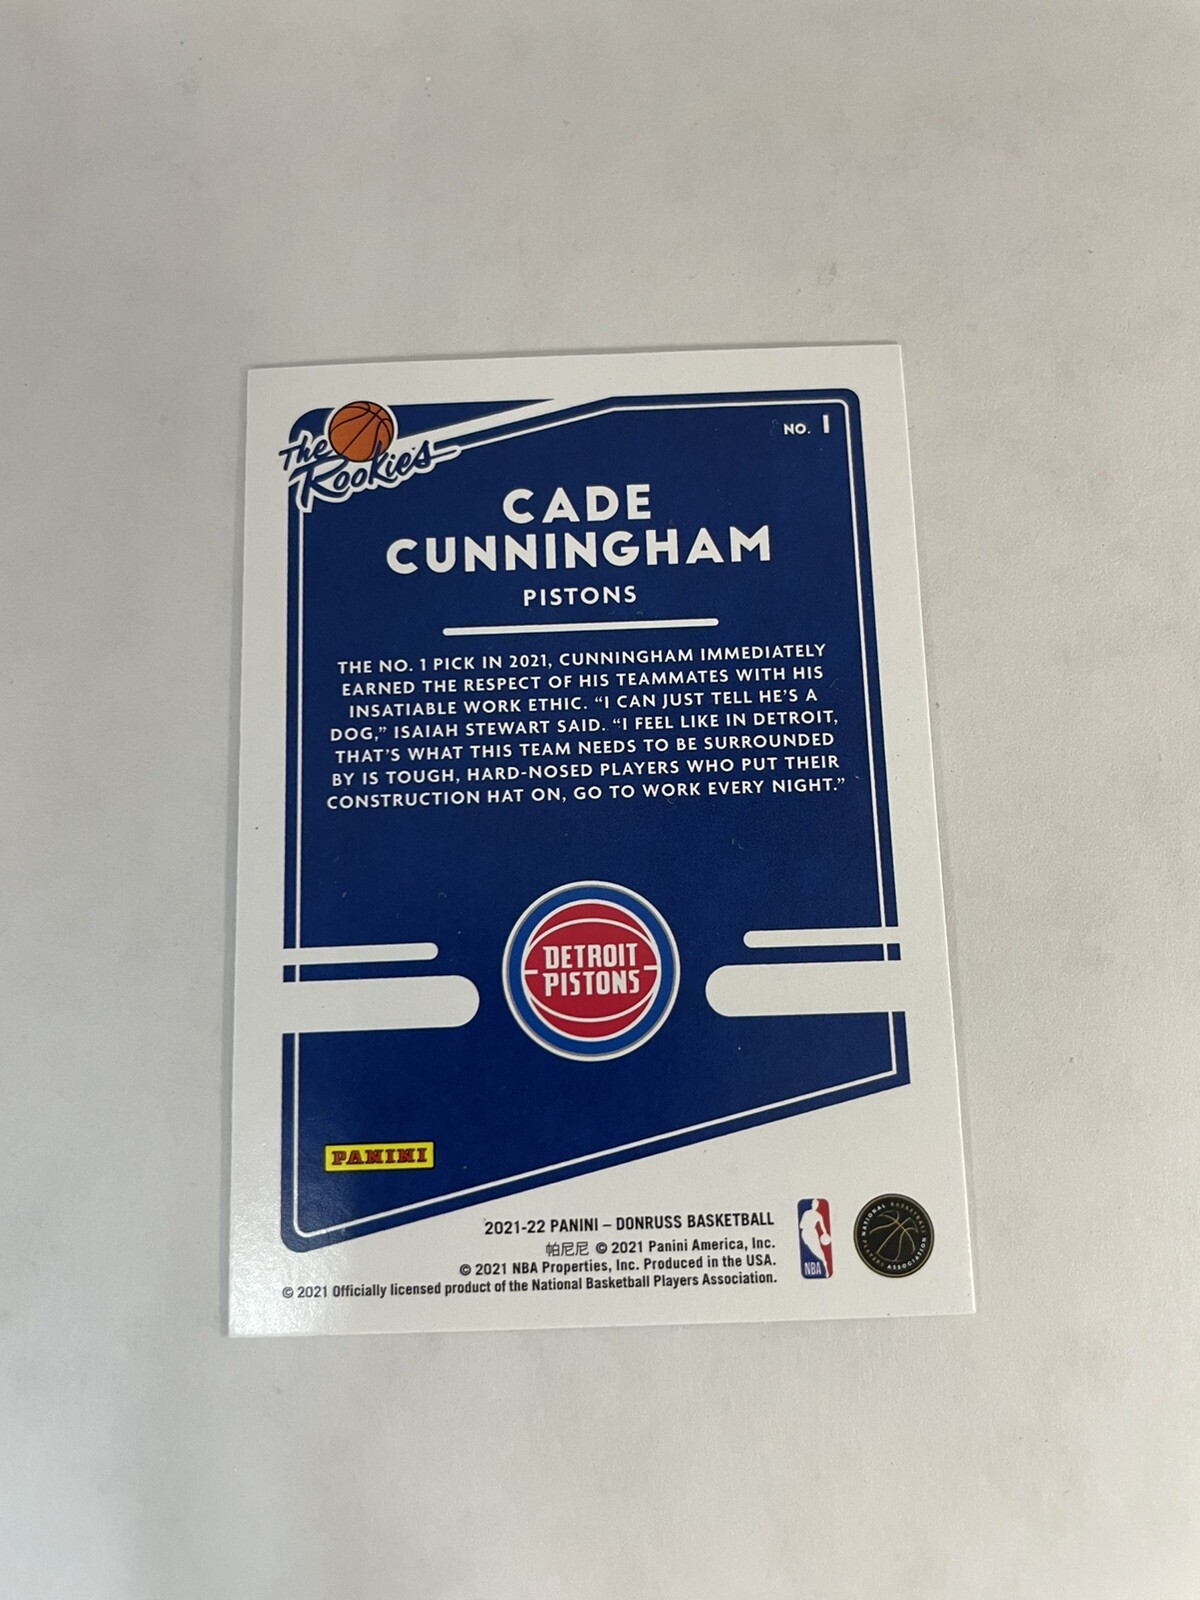 The
Rookies
NO. 1
CADE
CUNNINGHAM
PISTONS
THE NO. 1 PICK IN 2021, CUNNINGHAM IMMEDIATELY
EARNED THE RESPECT OF HIS TEAMMATES WITH HIS
INSATIABLE WORK ETHIC. “I CAN JUST TELL HE’S A
DOG,” ISAIAH STEWART SAID. “I FEEL LIKE IN DETROIT,
THAT’S WHAT THIS TEAM NEEDS TO BE SURROUNDED
BY IS TOUGH, HARD-NOSED PLAYERS WHO PUT THEIR
CONSTRUCTION HAT ON, GO TO WORK EVERY NIGHT.”
DETROIT
PISTONS
PANINI
2021-22 PANINI – DONRUSS BASKETBALL
帕尼尼 © 2021 Panini America, Inc.
© 2021 NBA Properties, Inc. Produced in the USA.
© 2021 Officially licensed product of the National Basketball Players Association.
NBA
NATIONAL BASKETBALL PLAYERS ASSOCIATION